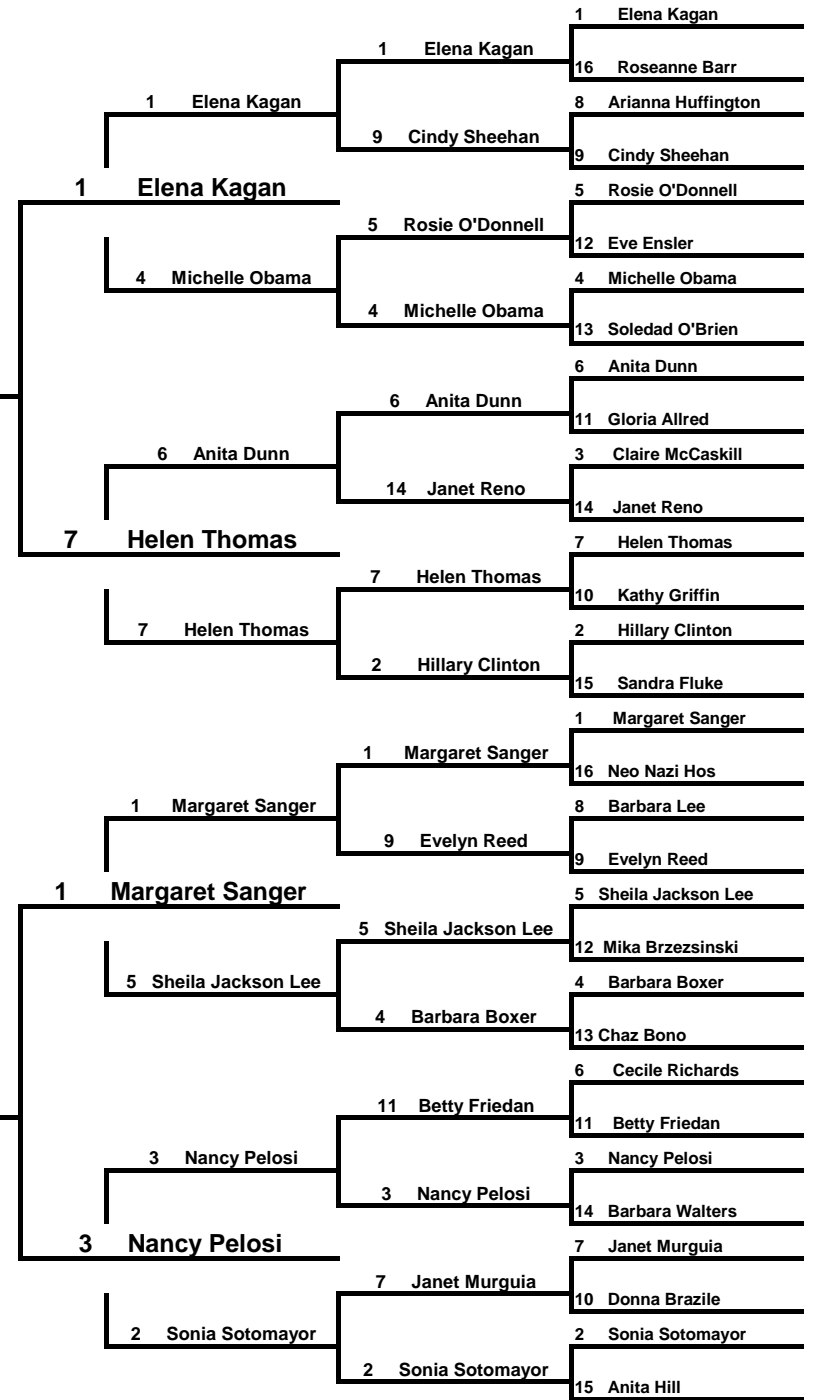 1 Elena Kagan
1 Elena Kagan
16 Roseanne Barr
1 Elena Kagan
8 Arianna Huffington
9 Cindy Sheehan
9 Cindy Sheehan
1 Elena Kagan
5 Rosie O'Donnell
5 Rosie O'Donnell
12 Eve Ensler
4 Michelle Obama
4 Michelle Obama
4 Michelle Obama
13 Soledad O'Brien
6 Anita Dunn
6 Anita Dunn
11 Gloria Allred
6 Anita Dunn
3 Claire McCaskill
14 Janet Reno
14 Janet Reno
7 Helen Thomas
7 Helen Thomas
7 Helen Thomas
10 Kathy Griffin
7 Helen Thomas
2 Hillary Clinton
2 Hillary Clinton
15 Sandra Fluke
1 Margaret Sanger
1 Margaret Sanger
16 Neo Nazi Hos
1 Margaret Sanger
8 Barbara Lee
9 Evelyn Reed
9 Evelyn Reed
1 Margaret Sanger
5 Sheila Jackson Lee
5 Sheila Jackson Lee
12 Mika Brzezsinski
5 Sheila Jackson Lee
4 Barbara Boxer
4 Barbara Boxer
13 Chaz Bono
6 Cecile Richards
11 Betty Friedan
11 Betty Friedan
3 Nancy Pelosi
3 Nancy Pelosi
3 Nancy Pelosi
14 Barbara Walters
3 Nancy Pelosi
7 Janet Murguia
7 Janet Murguia
10 Donna Brazile
2 Sonia Sotomayor
2 Sonia Sotomayor
2 Sonia Sotomayor
15 Anita Hill